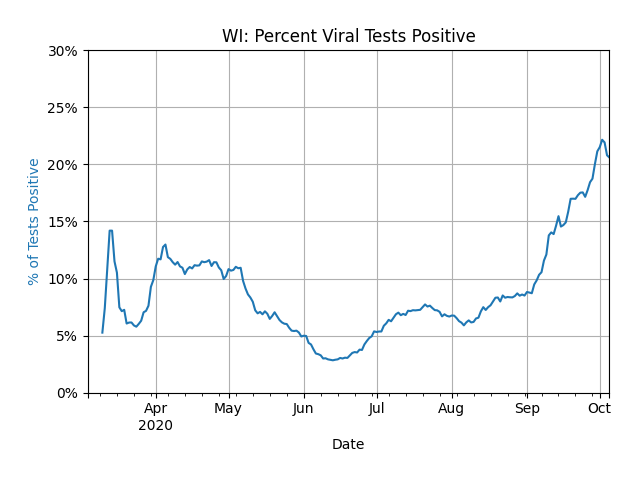 WI: Percent Viral Tests Positive
30%
25%
20%
15%
10%
5%
0%
% of Tests Positive
Apr May Jun Jul Aug Sep Oct
2020
Date